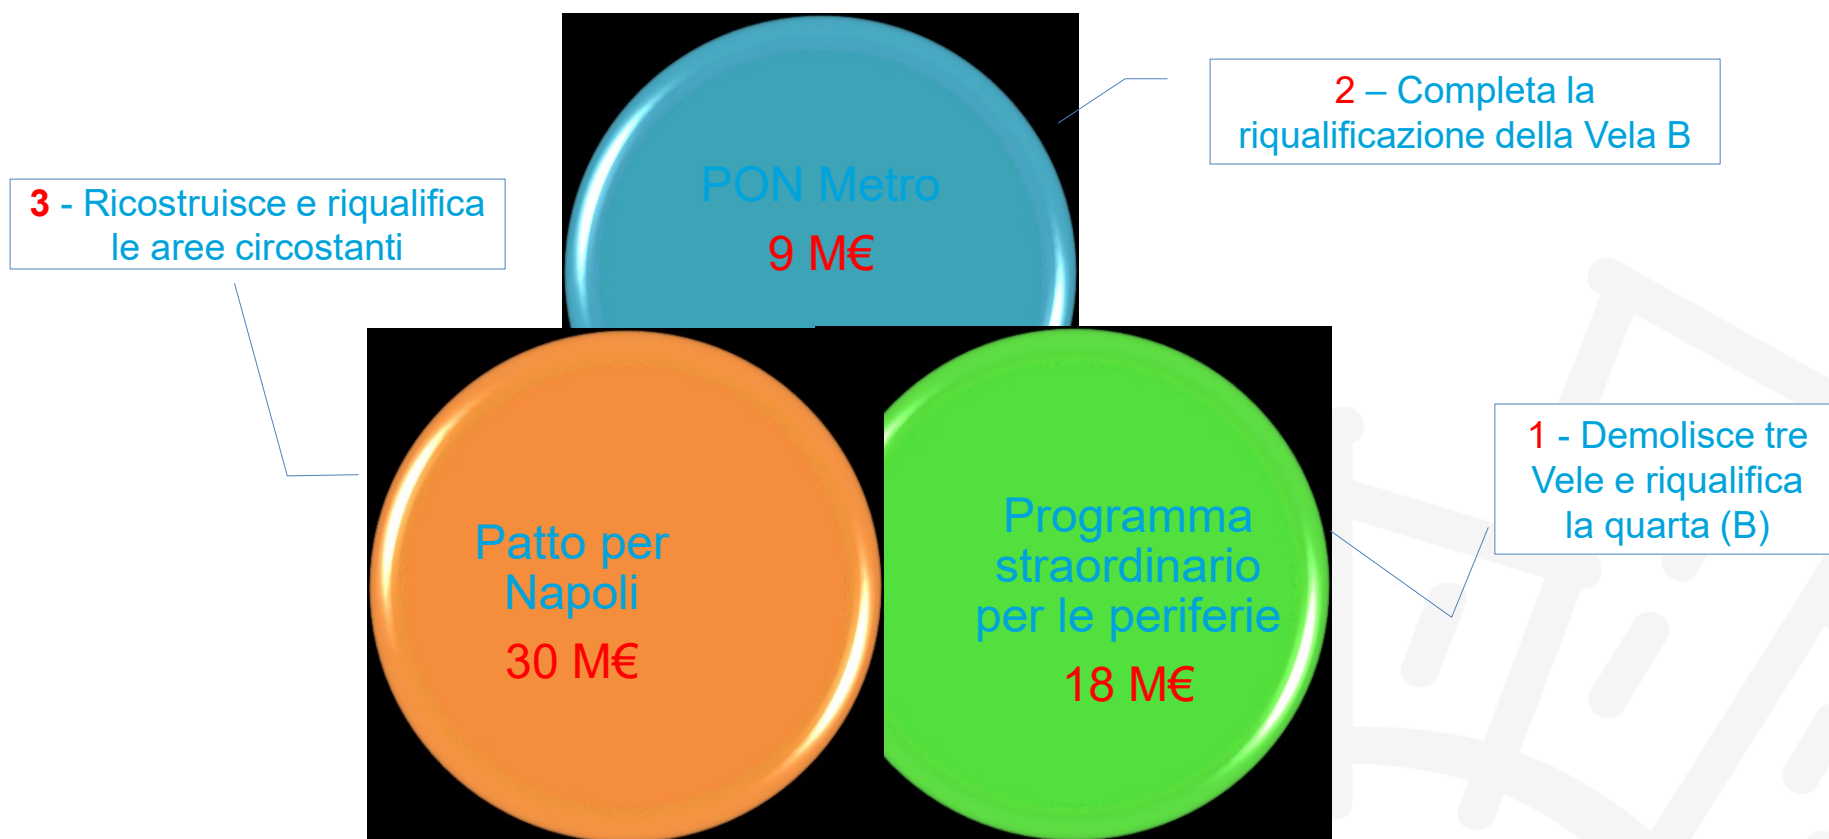 2 – Completa la
riqualificazione della Vela B
PON Metro
9 M€
3 - Ricostruisce e riqualifica
le aree circostanti
1 - Demolisce tre
Vele e riqualifica
la quarta (B)
Patto per
Napoli
30 M€
Programma
straordinario
per le periferie
18 M€